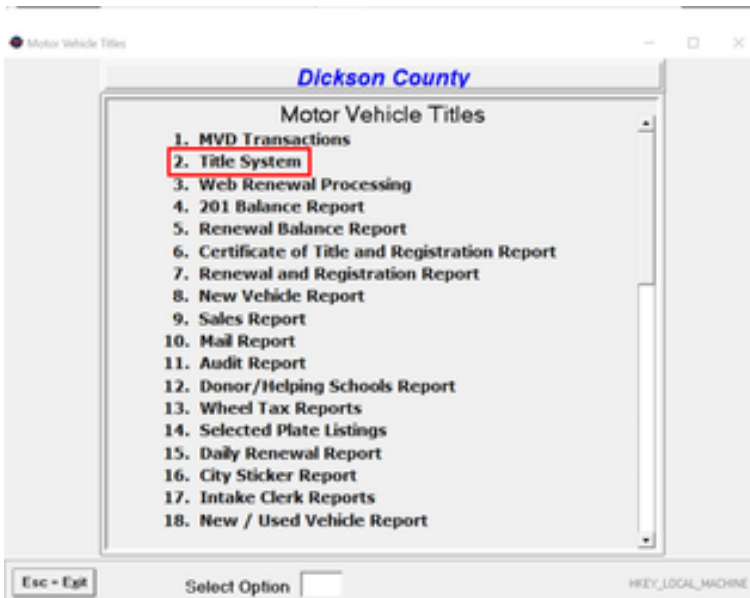 Motor Vehicle Titles
Dickson County
Motor Vehicle Titles
1. MVD Transactions
2. Title System
3. Web Renewal Processing
4. 201 Balance Report
5. Renewal Balance Report
6. Certificate of Title and Registration Report
7. Renewal and Registration Report
8. New Vehicle Report
9. Sales Report
10. Mail Report
11. Audit Report
12. Donor/Helping Schools Report
13. Wheel Tax Reports
14. Selected Plate Listings
15. Daily Renewal Report
16. City Sticker Report
17. Intake Clerk Reports
18. New / Used Vehicle Report
Esc - Exit
Select Option
HKEY_LOCAL_MACHINE